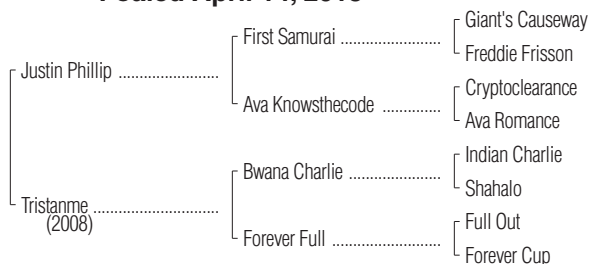 Foaled April
Giant's Causeway
First Samurai ........................
Freddie Frisson
Justin Phillip ........................
Cryptoclearance
Ava Knowsthecode ..............
Ava Romance
Indian Charlie
Bwana Charlie ......................
Shahalo
Tristanme ..............................
(2008)
Full Out
Forever Full ..........................
Forever Cup